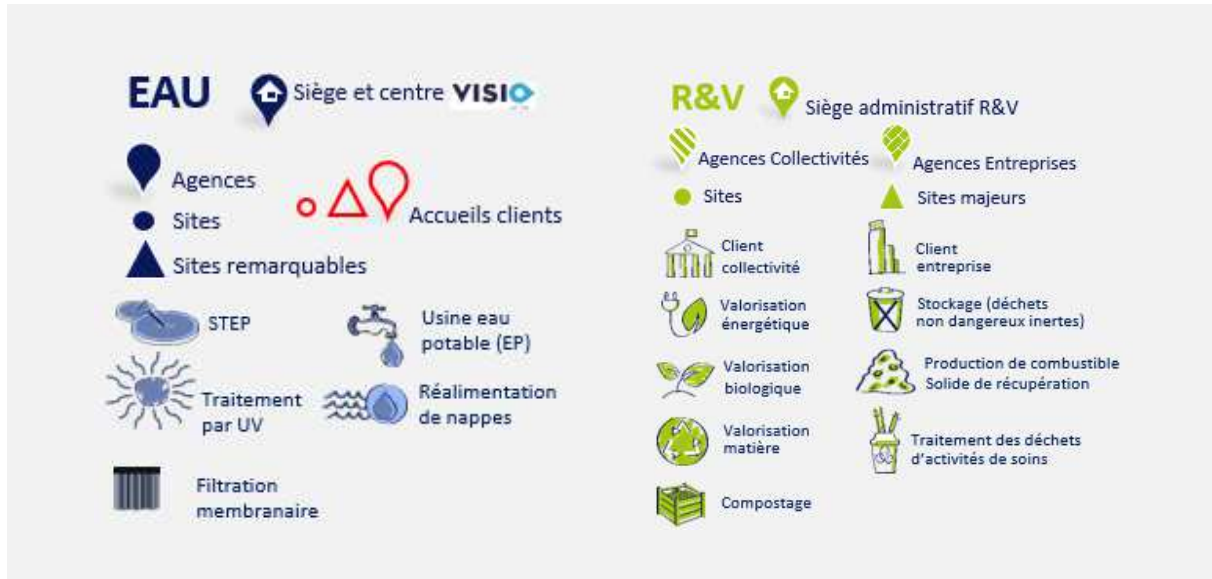 EAU
Siège et centre VISIO
Agences
Accueils clients
Sites
Sites remarquables
STEP
Usine eau
potable (EP)
Traitement
par UV
Réalimentation
de nappes
Filtration
membranaire
R&V
Siège administratif R&V
Agences Collectivités
Agences Entreprises
Sites
Sites majeurs
Client
collectivité
Client
entreprise
Valorisation
énergétique
Stockage (déchets
non dangereux inertes)
Valorisation
biologique
Production de combustible
Solide de récupération
Valorisation
matière
Traitement des déchets
d'activités de soins
Compostage